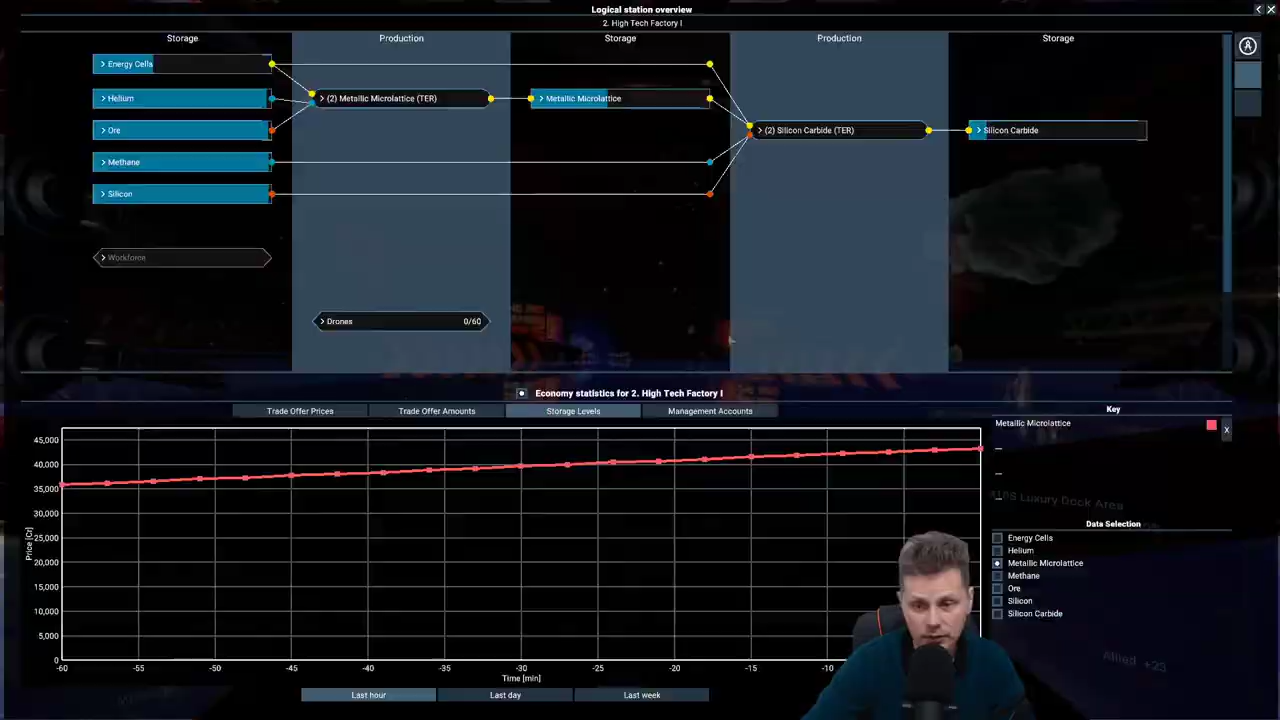 Logical station overview
2. High Tech Factory I
Storage
Production
Storage
Production
Storage
Energy Cells
Helium
(2) Metallic Microlattice (TER)
Metallic Microlattice
Ore
(2) Silicon Carbide (TER)
Silicon Carbide
Methane
Silicon
Workforce
Drones 0/60
Economy statistics for 2. High Tech Factory I
Trade Offer Prices
Trade Offer Amounts
Storage Levels
Management Accounts
Key
Metallic Microlattice
X
45,000
40,000
35,000
30,000
25,000
20,000
15,000
10,000
5,000
0
Price [Cr]
-60
-55
-50
-45
-40
-35
-30
-25
-20
-15
-10
Time [min]
Last hour
Last day
Last week
Luxury Dock Area
Data Selection
Energy Cells
Helium
Metallic Microlattice
Methane
Ore
Silicon
Silicon Carbide
Allied +23